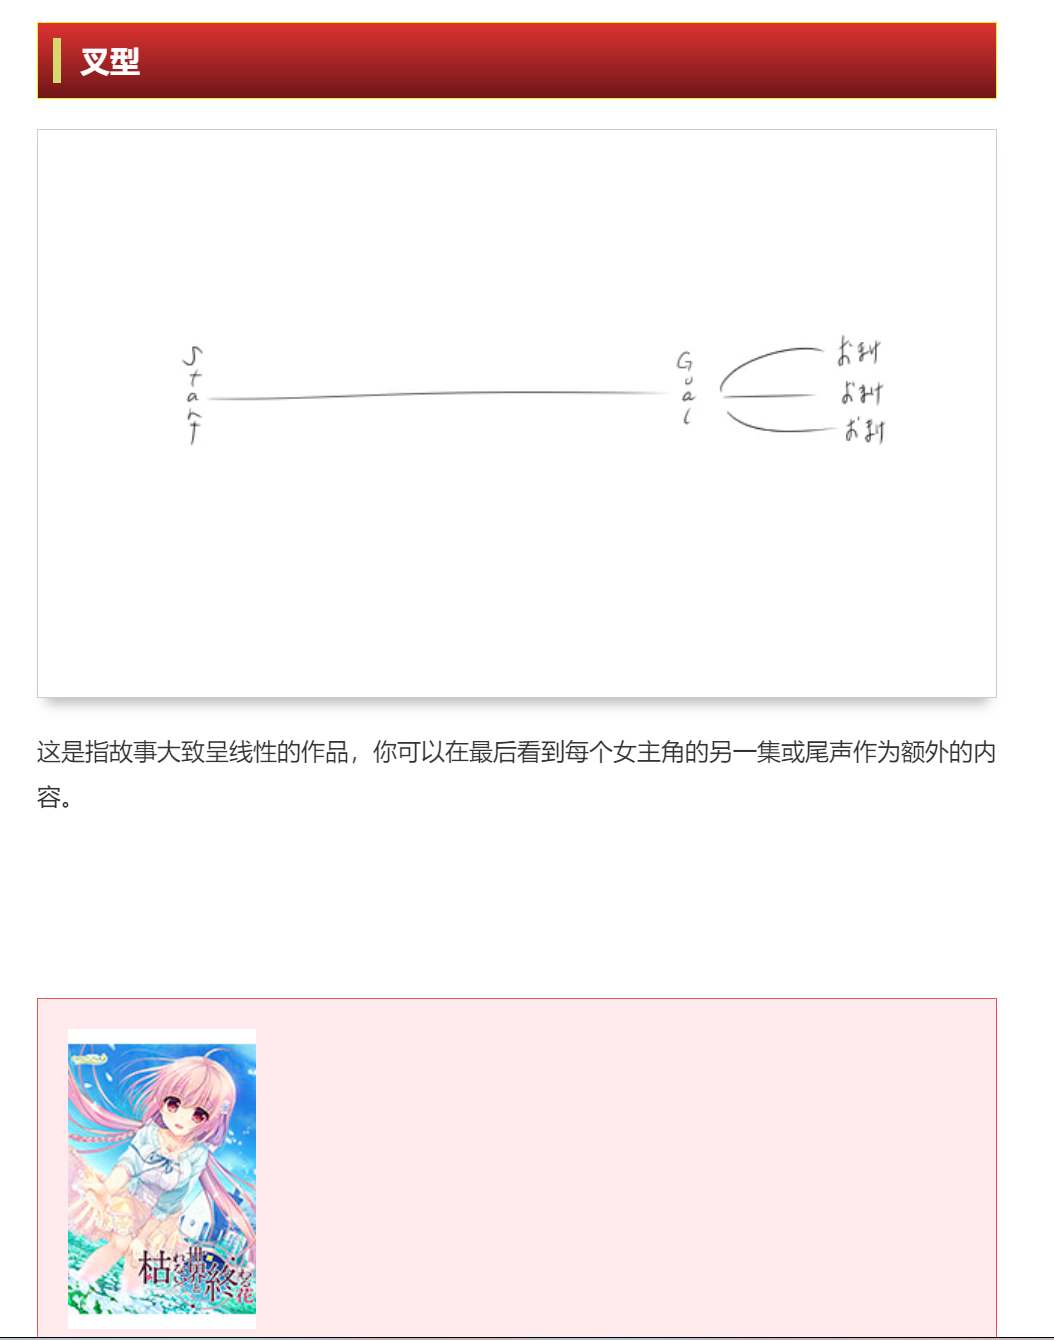 叉型
Start
Gual
おまけ
おまけ
おまけ
这是指故事大致呈线性的作品，你可以在最后看到每个女主角的另一集或尾声作为额外的内
容。
枯れない世界と終わる花